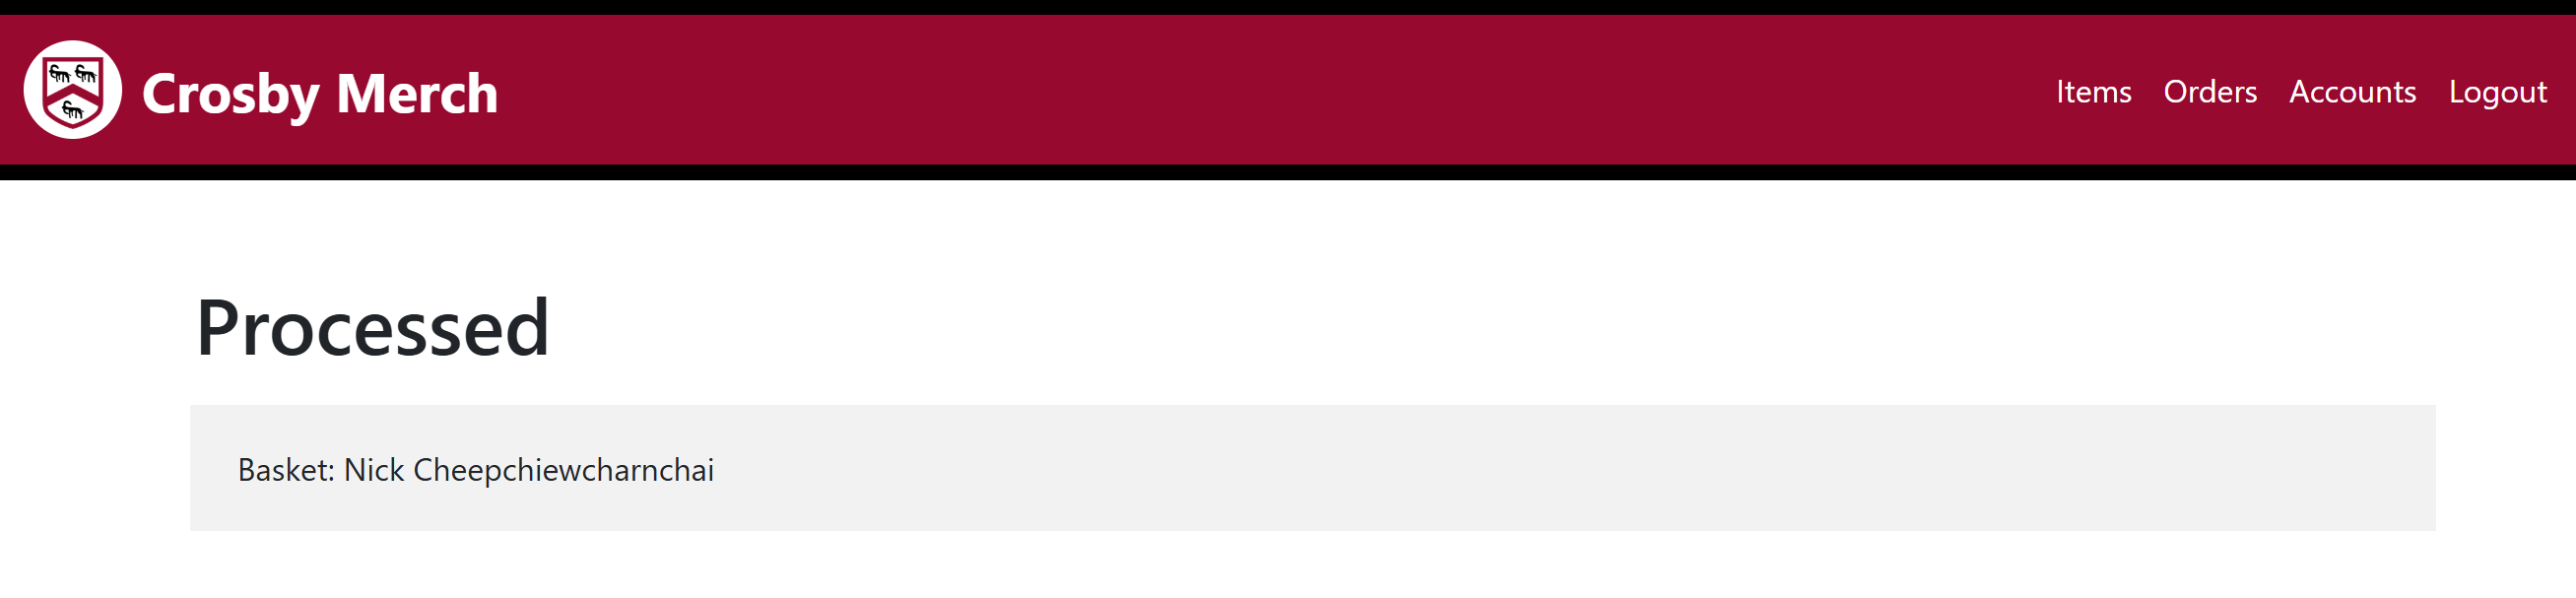 Crosby Merch
Items Orders Accounts Logout
Processed
Basket: Nick Cheepchiewcharnchai